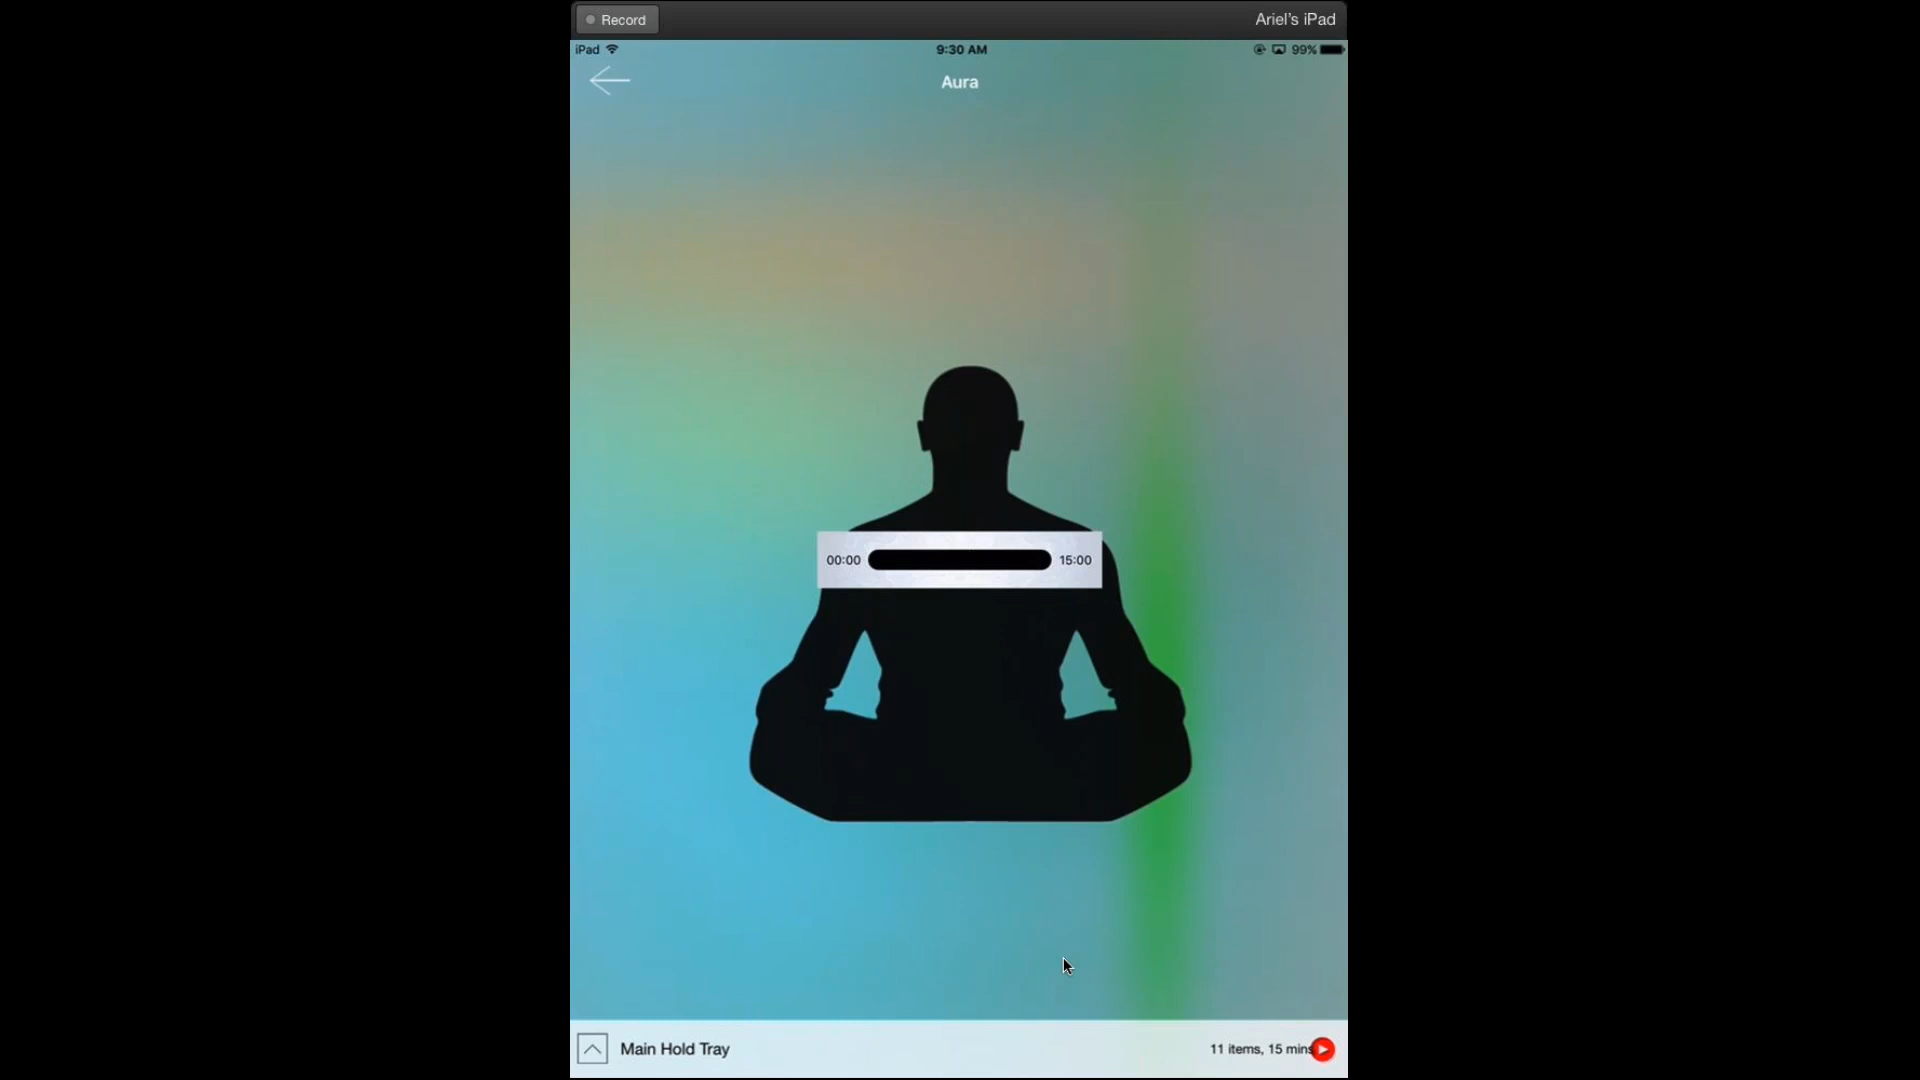 Record
Ariel's iPad
iPad
9:30 AM
99%
Aura
00:00
15:00
Main Hold Tray
11 items, 15 mins